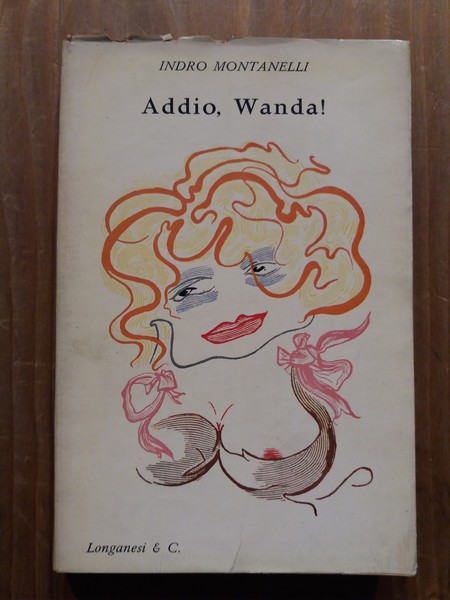 INDRO MONTANELLI
Addio, Wanda!
Longanesi & C.